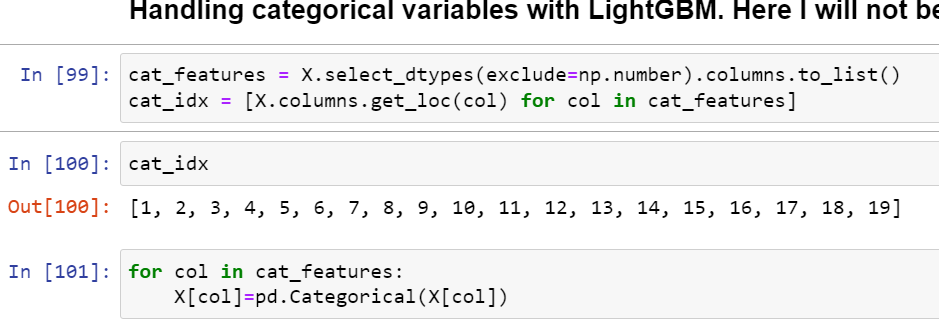 Handling categorical variables with LightGBM. Here I will not be
In [99]: cat_features = X.select_dtypes(exclude=np.number).columns.to_list()
cat_idx = [X.columns.get_loc(col) for col in cat_features]
In [100]: cat_idx
Out[100]: [1, 2, 3, 4, 5, 6, 7, 8, 9, 10, 11, 12, 13, 14, 15, 16, 17, 18, 19]
In [101]: for col in cat_features:
    X[col]=pd.Categorical(X[col])